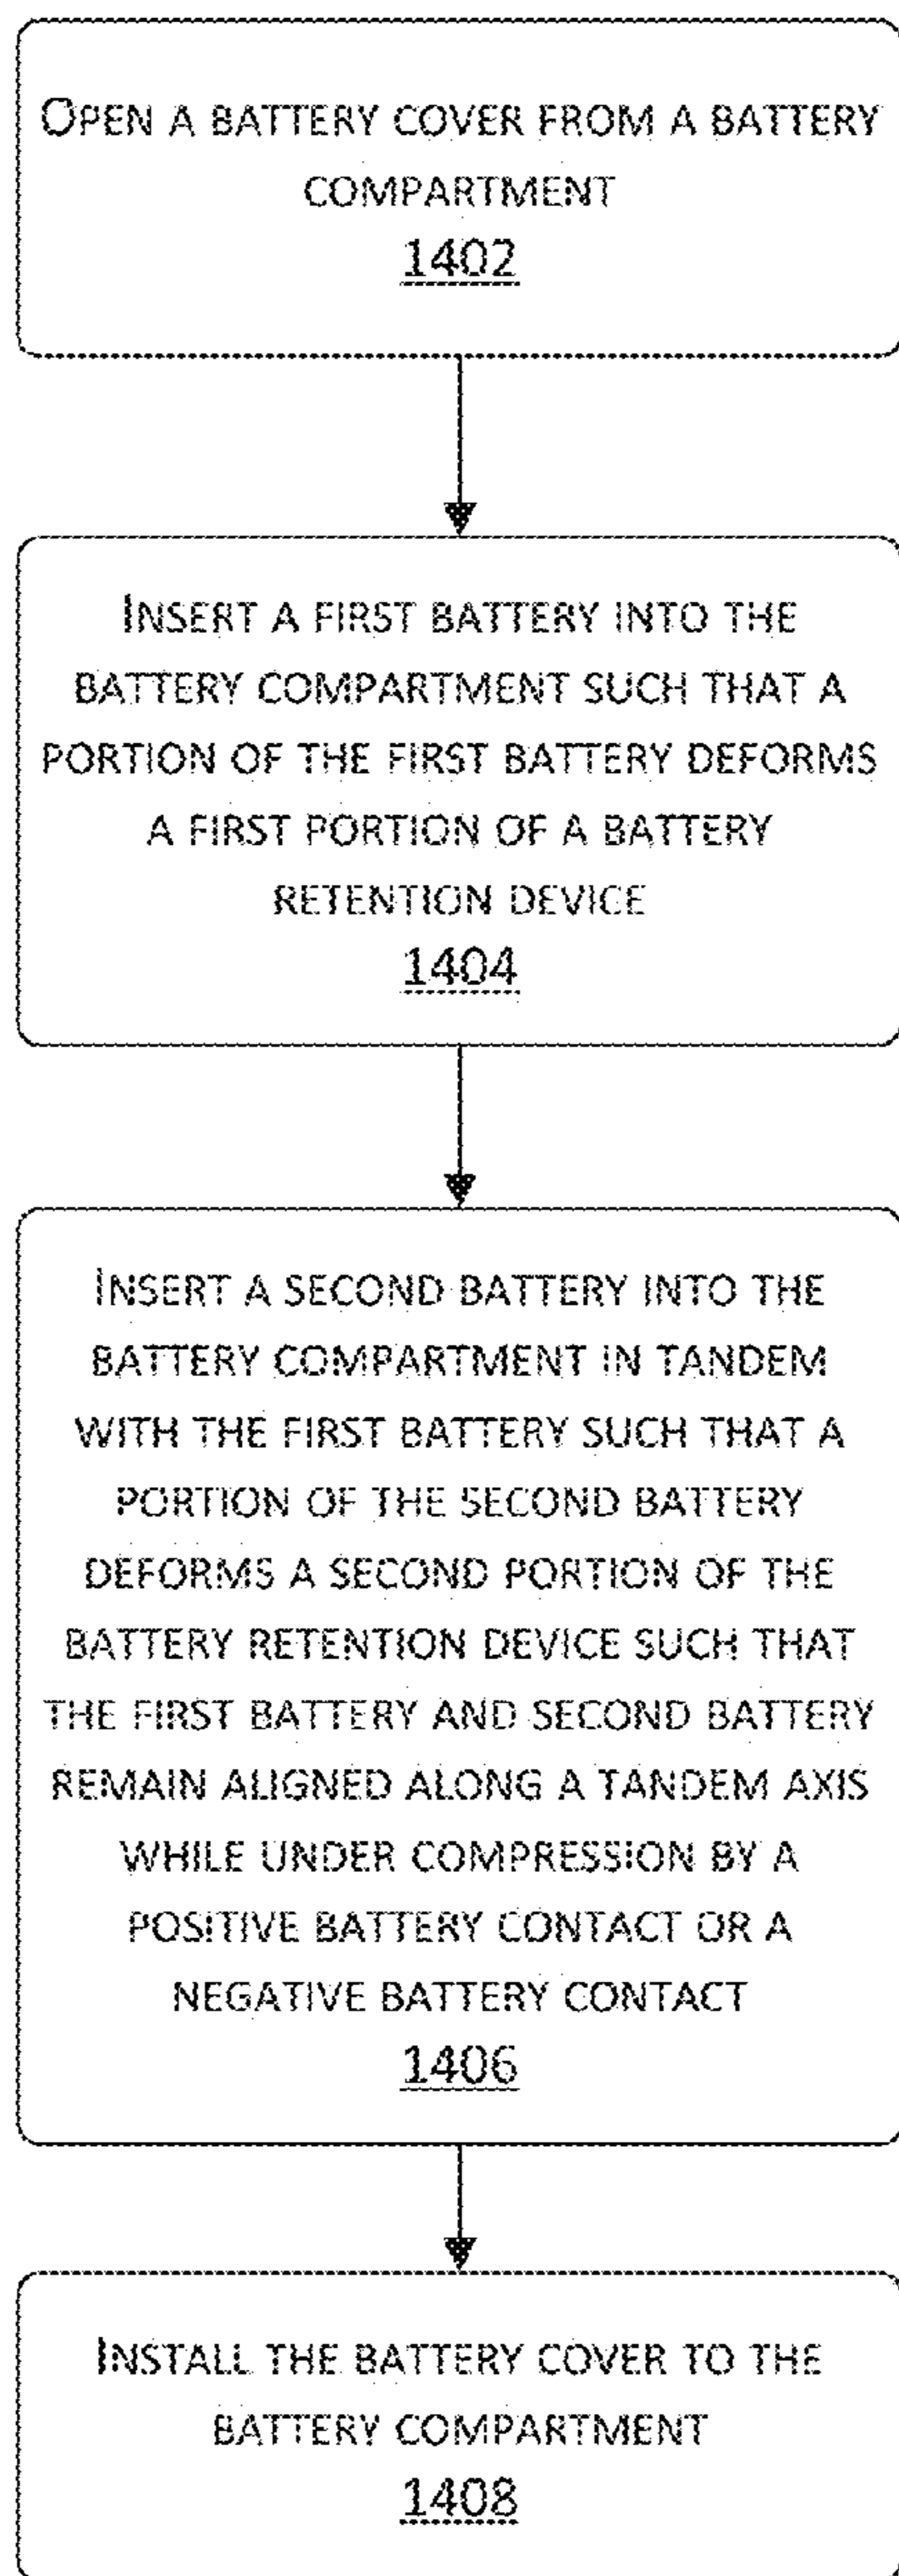 OPEN A BATTERY COVER FROM A BATTERY
COMPARTMENT
1402
INSERT A FIRST BATTERY INTO THE
BATTERY COMPARTMENT SUCH THAT A
PORTION OF THE FIRST BATTERY DEFORMS
A FIRST PORTION OF A BATTERY
RETENTION DEVICE
1404
INSERT A SECOND BATTERY INTO THE
BATTERY COMPARTMENT IN TANDEM
WITH THE FIRST BATTERY SUCH THAT A
PORTION OF THE SECOND BATTERY
DEFORMS A SECOND PORTION OF THE
BATTERY RETENTION DEVICE SUCH THAT
THE FIRST BATTERY AND SECOND BATTERY
REMAIN ALIGNED ALONG A TANDEM AXIS
WHILE UNDER COMPRESSION BY A
POSITIVE BATTERY CONTACT OR A
NEGATIVE BATTERY CONTACT
1406
INSTALL THE BATTERY COVER TO THE
BATTERY COMPARTMENT
1408